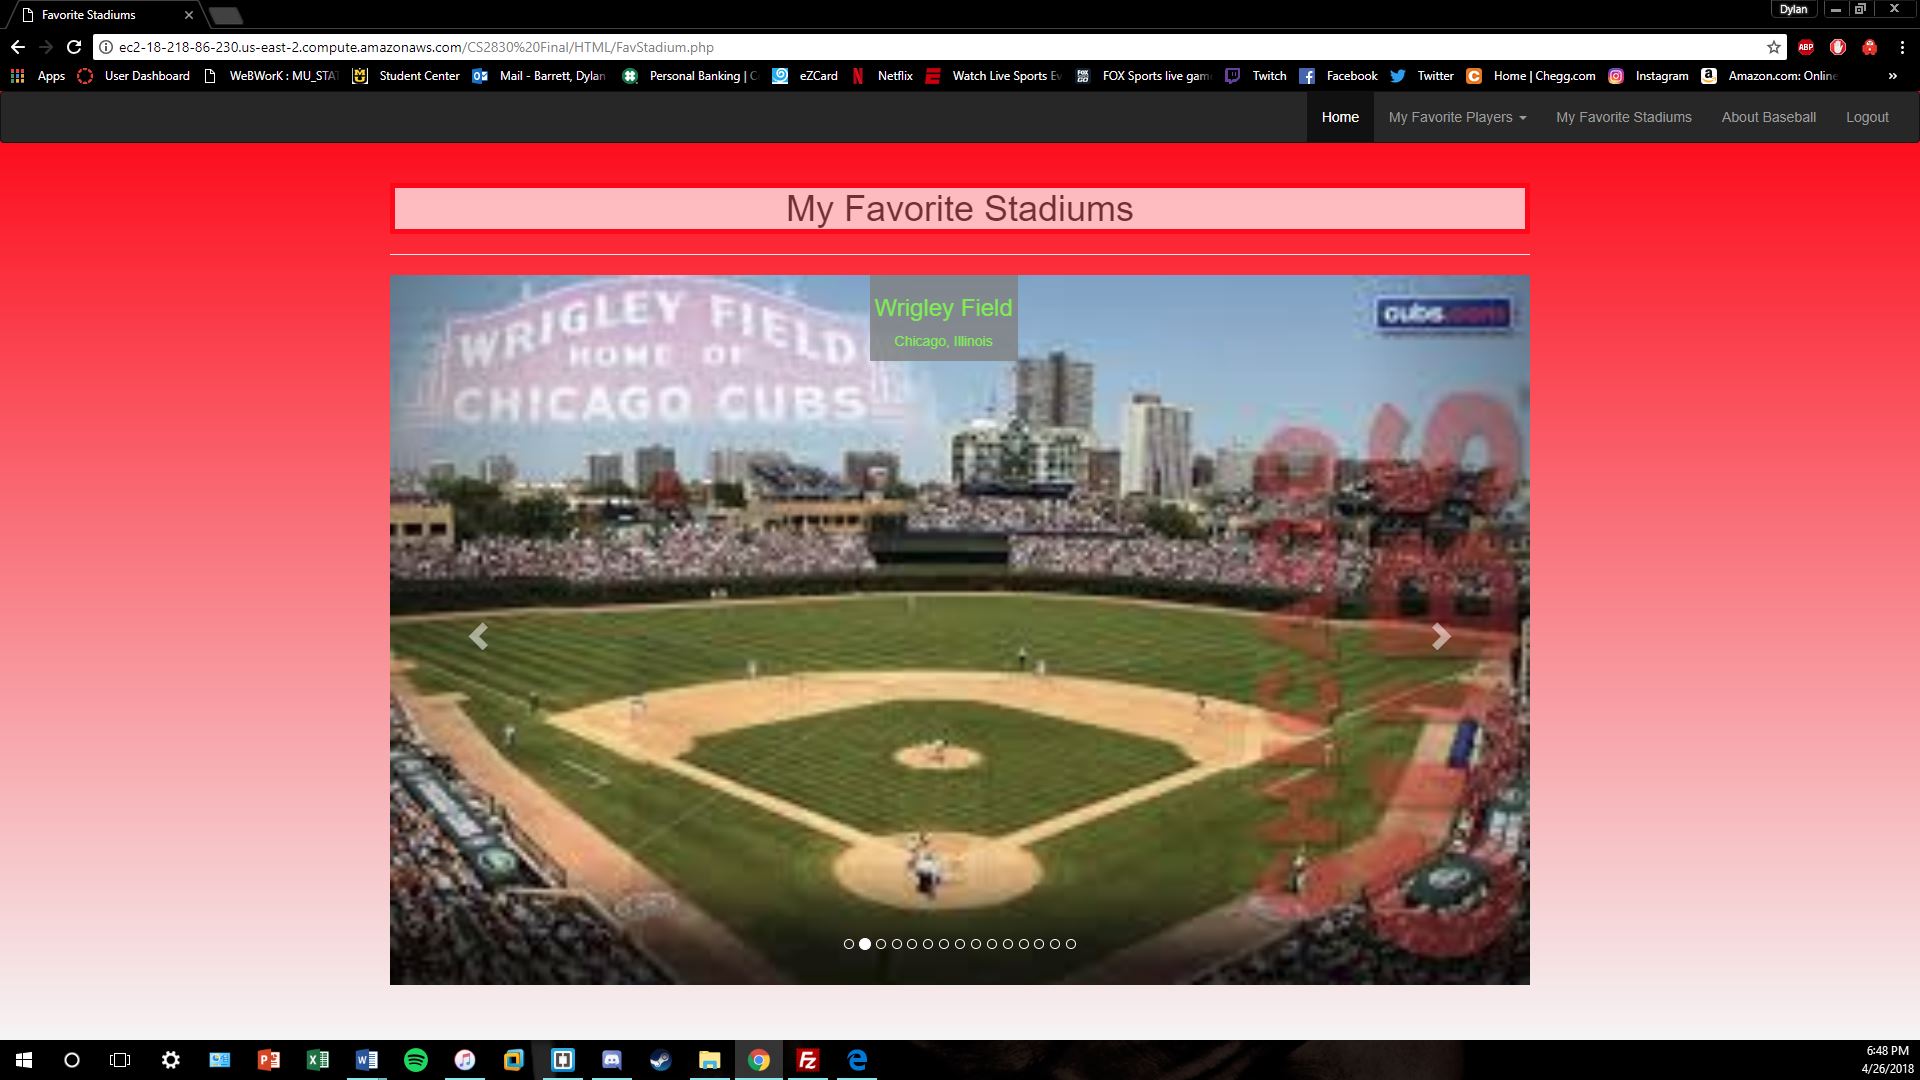 Favorite Stadiums
Dylan
ec2-18-218-86-230.us-east-2.compute.amazonaws.com/CS2830%20Final/HTML/FavStadium.php
ABP
Apps User Dashboard WeBWorK : MU_STAT Student Center Mail - Barrett, Dylan Personal Banking | C eZCard Netflix Watch Live Sports Ev FOX Sports live game Twitch Facebook Twitter Home | Chegg.com Instagram Amazon.com: Online »
Home My Favorite Players My Favorite Stadiums About Baseball Logout
My Favorite Stadiums
WRIGLEY FIELD
HOME OF
CHICAGO CUBS
Wrigley Field
Chicago, Illinois
cubs.com
CHICAGO
CUBS
6:48 PM
4/26/2018